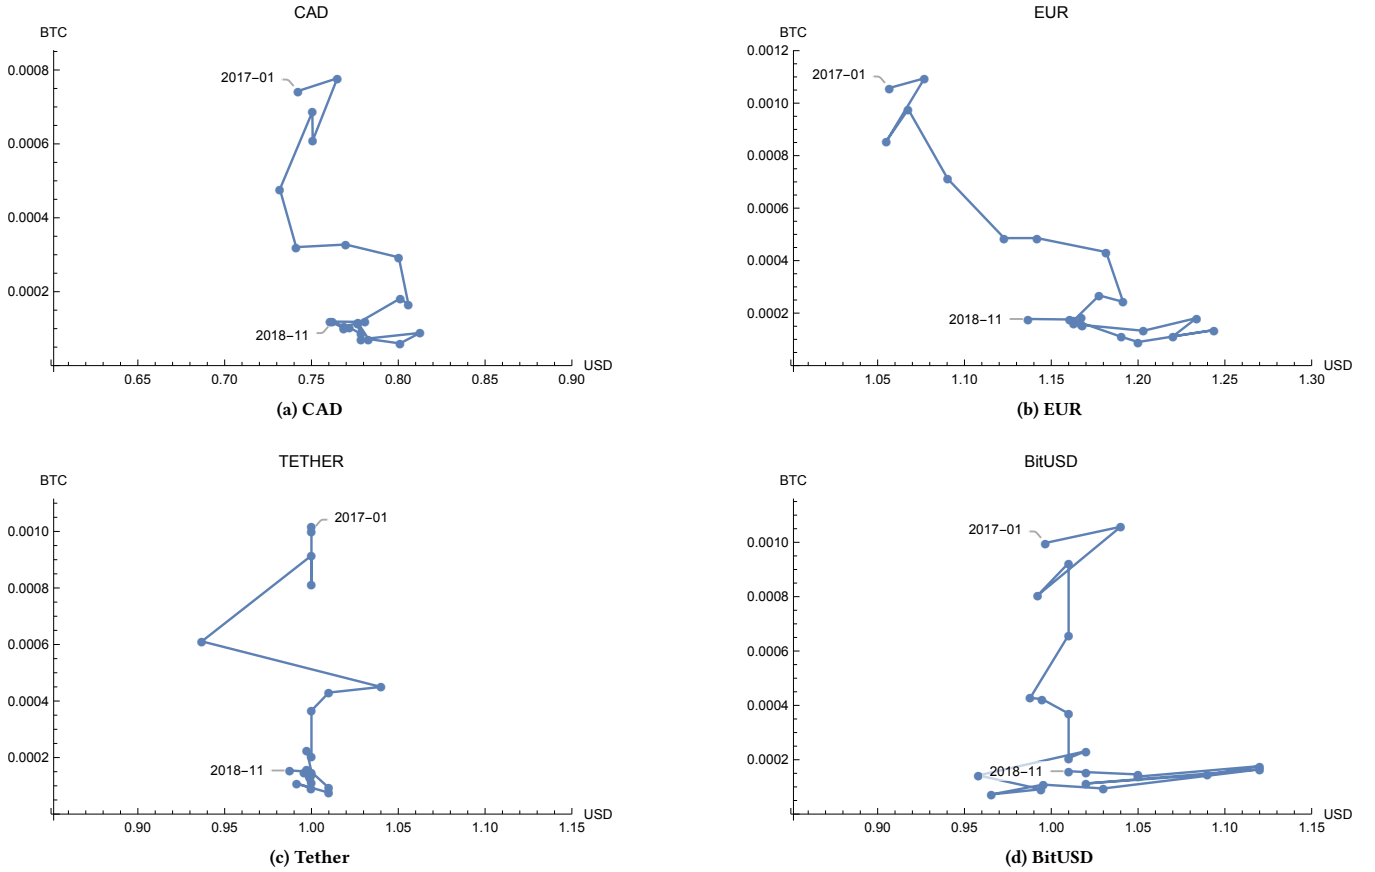 CAD
BTC
0.0008
0.0006
0.0004
0.0002
2017–01
2018–11
0.65 0.70 0.75 0.80 0.85 0.90
USD
(a) CAD
EUR
BTC
0.0012
0.0010
0.0008
0.0006
0.0004
0.0002
2017–01
2018–11
1.05 1.10 1.15 1.20 1.25 1.30
USD
(b) EUR
TETHER
BTC
0.0010
0.0008
0.0006
0.0004
0.0002
2017–01
2018–11
0.90 0.95 1.00 1.05 1.10 1.15
USD
(c) Tether
BitUSD
BTC
0.0010
0.0008
0.0006
0.0004
0.0002
2017–01
2018–11
0.90 0.95 1.00 1.05 1.10 1.15
USD
(d) BitUSD